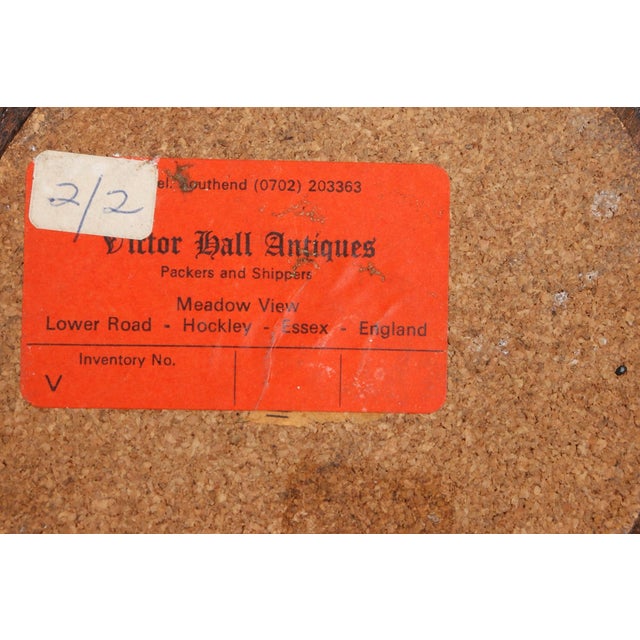 2/2
Tel: Southend (0702) 203363
Victor Hall Antiques
Packers and Shippers
Meadow View
Lower Road - Hockley - Essex - England
Inventory No.
V